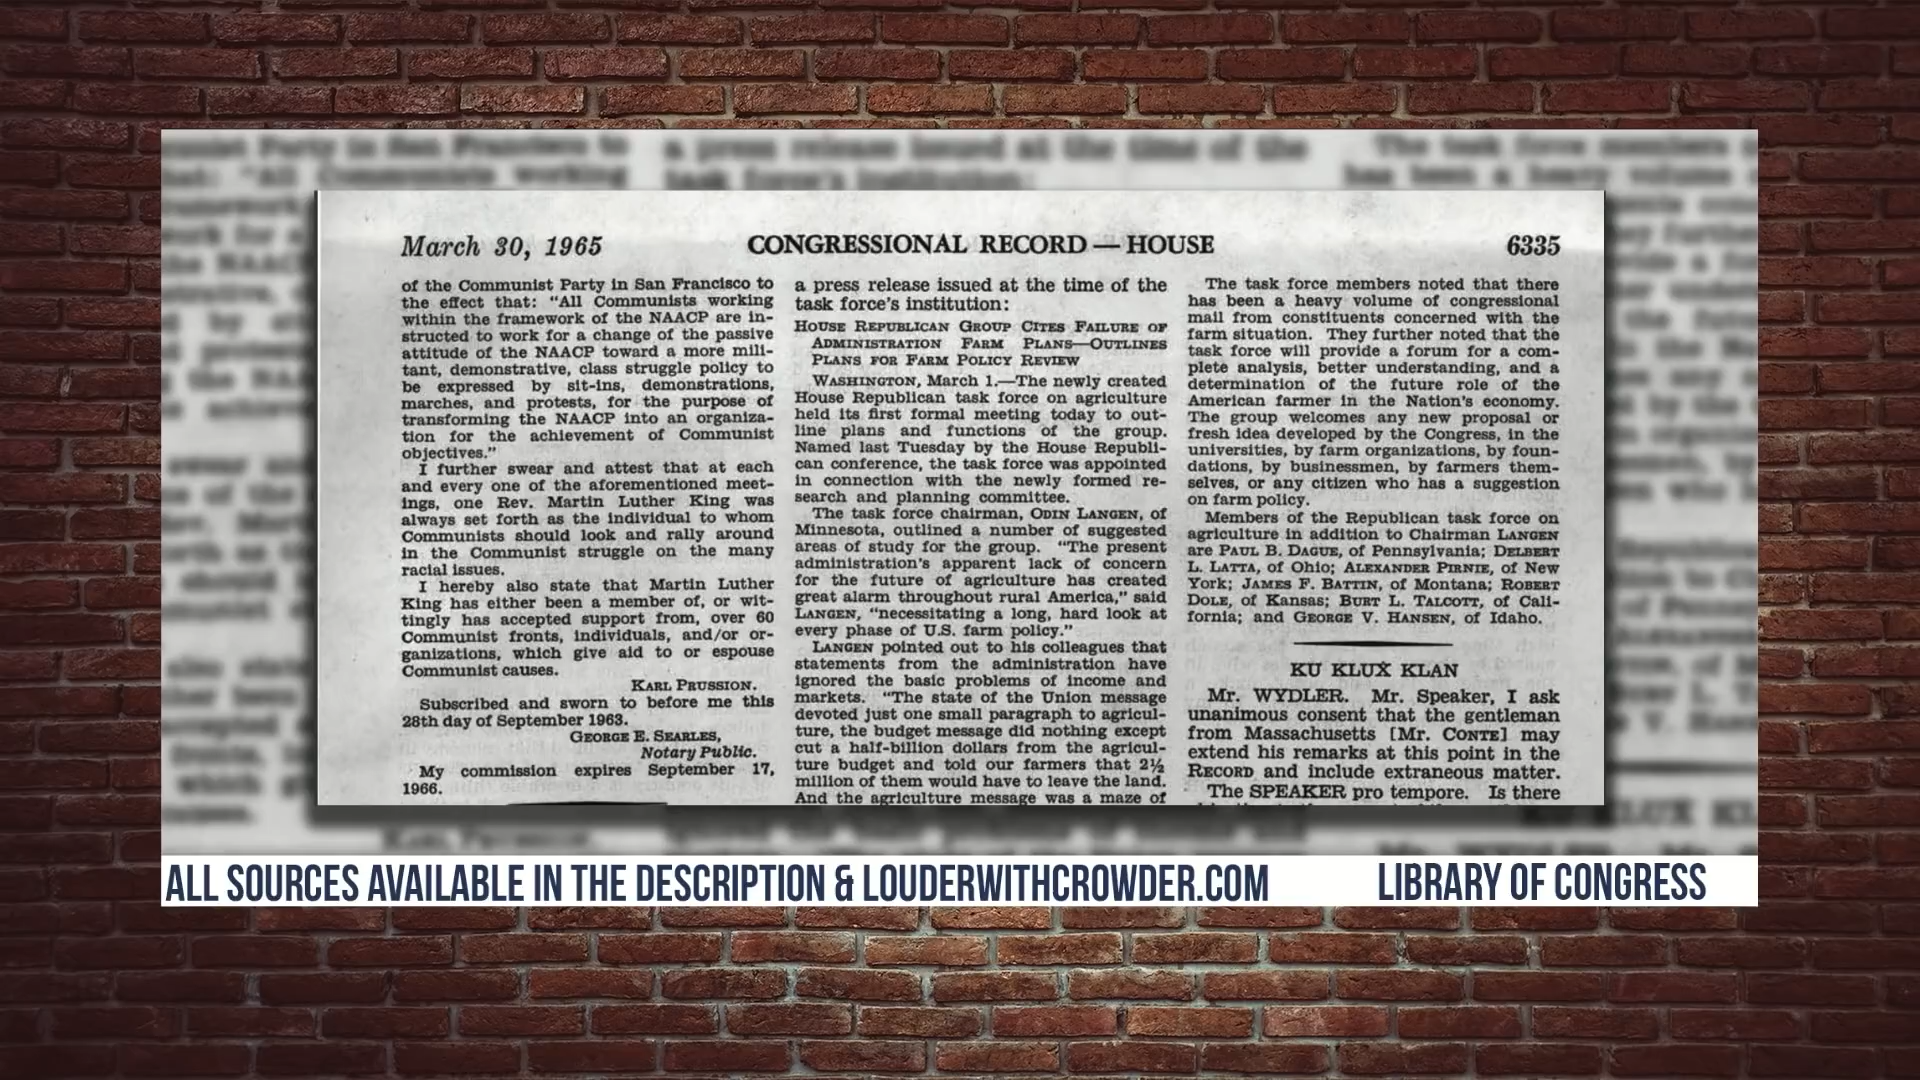 March 30, 1965
CONGRESSIONAL RECORD — HOUSE
6335
of the Communist Party in San Francisco to
the effect that: "All Communists working
within the framework of the NAACP are in-
structed to work for a change of the passive
attitude of the NAACP toward a more mili-
tant, demonstrative, class struggle policy to
be expressed by sit-ins, demonstrations,
marches, and protests, for the purpose of
transforming the NAACP into an organiza-
tion for the achievement of Communist
objectives."
I further swear and attest that at each
and every one of the aforementioned meet-
ings, one Rev. Martin Luther King was
always set forth as the individual to whom
Communists should look and rally around
in the Communist struggle on the many
racial issues.
I hereby also state that Martin Luther
King has either been a member of, or wit-
tingly has accepted support from, over 60
Communist fronts, individuals, and/or or-
ganizations, which give aid to or espouse
Communist causes.
KARL PRUSSION.
Subscribed and sworn to before me this
28th day of September 1963.
GEORGE E. SEARLES,
Notary Public.
My commission expires September 17,
1966.
a press release issued at the time of the
task force's institution:
HOUSE REPUBLICAN GROUP CITES FAILURE OF
ADMINISTRATION FARM PLANS—OUTLINES
PLANS FOR FARM POLICY REVIEW
WASHINGTON, March 1.—The newly created
House Republican task force on agriculture
held its first formal meeting today to out-
line plans and functions of the group.
Named last Tuesday by the House Republi-
can conference, the task force was appointed
in connection with the newly formed re-
search and planning committee.
The task force chairman, ODIN LANGEN, of
Minnesota, outlined a number of suggested
areas of study for the group. "The present
administration's apparent lack of concern
for the future of agriculture has created
great alarm throughout rural America," said
LANGEN, "necessitating a long, hard look at
every phase of U.S. farm policy."
LANGEN pointed out to his colleagues that
statements from the administration have
ignored the basic problems of income and
markets. "The state of the Union message
devoted just one small paragraph to agricul-
ture, the budget message did nothing except
cut a half-billion dollars from the agricul-
ture budget and told our farmers that 2½
million of them would have to leave the land.
And the agriculture message was a maze of
The task force members noted that there
has been a heavy volume of congressional
mail from constituents concerned with the
farm situation. They further noted that the
task force will provide a forum for a com-
plete analysis, better understanding, and a
determination of the future role of the
American farmer in the Nation's economy.
The group welcomes any new proposal or
fresh idea developed by the Congress, in the
universities, by farm organizations, by foun-
dations, by businessmen, by farmers them-
selves, or any citizen who has a suggestion
on farm policy.
Members of the Republican task force on
agriculture in addition to Chairman LANGEN
are PAUL B. DAGUE, of Pennsylvania; DELBERT
L. LATTA, of Ohio; ALEXANDER PIRNIE, of New
York; JAMES F. BATTIN, of Montana; ROBERT
DOLE, of Kansas; BURT L. TALCOTT, of Cali-
fornia; and GEORGE V. HANSEN, of Idaho.
KU KLUX KLAN
Mr. WYDLER. Mr. Speaker, I ask
unanimous consent that the gentleman
from Massachusetts [Mr. CONTE] may
extend his remarks at this point in the
RECORD and include extraneous matter.
The SPEAKER pro tempore. Is there
ALL SOURCES AVAILABLE IN THE DESCRIPTION & LOUDERWITHCROWDER.COM
LIBRARY OF CONGRESS